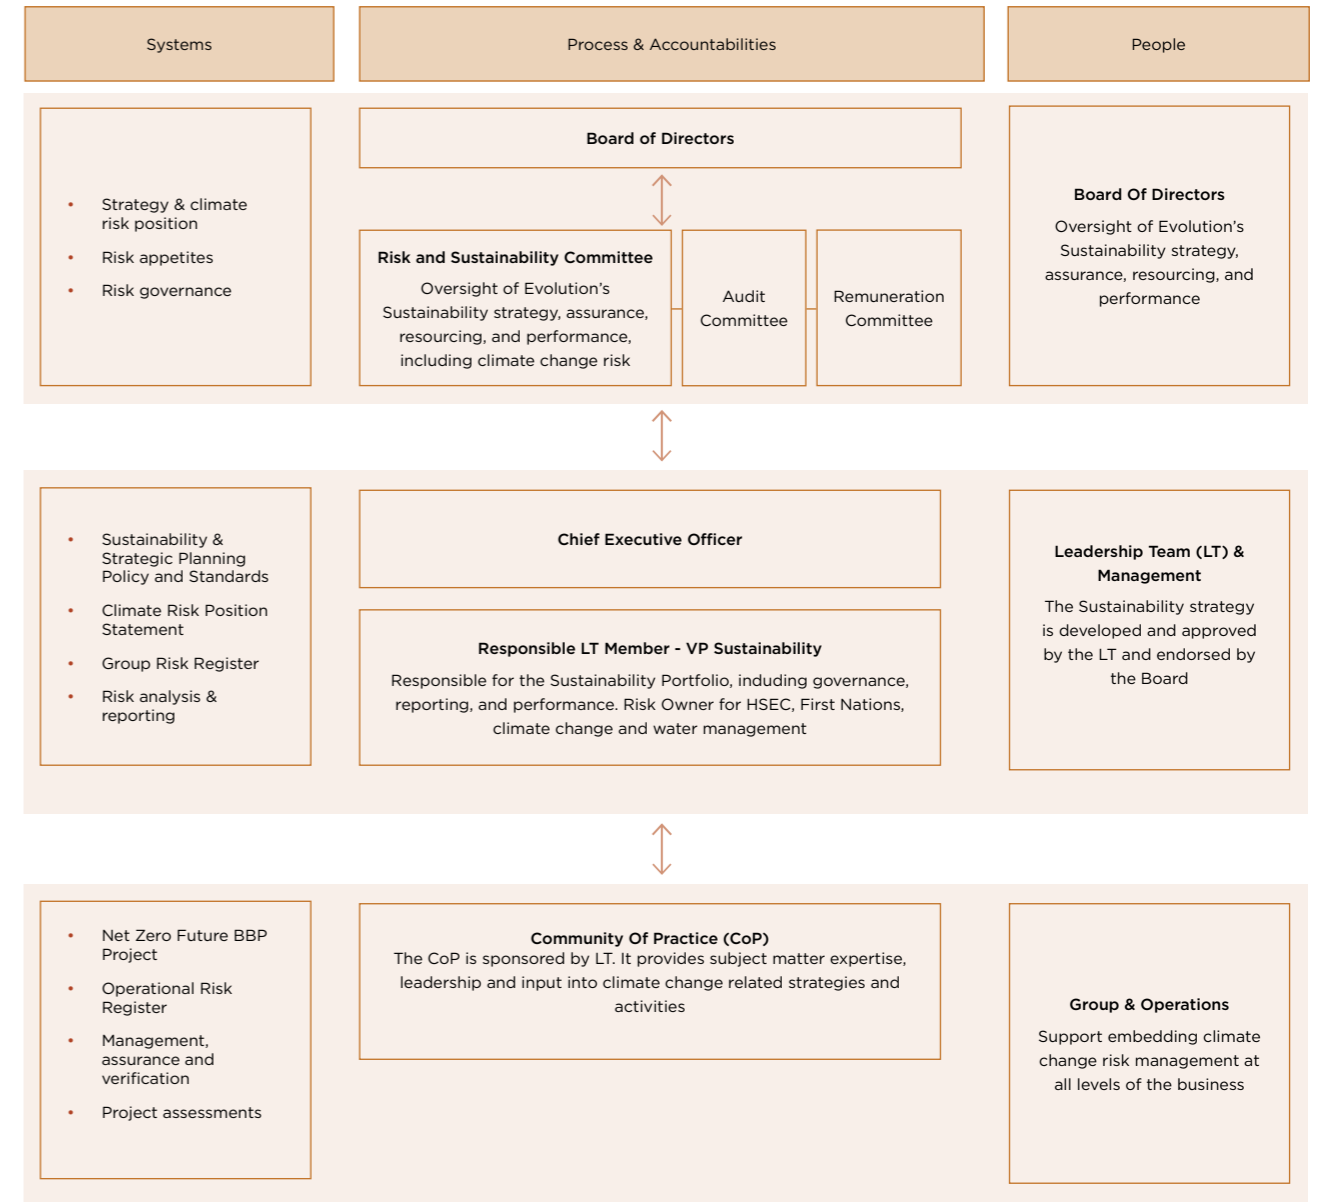 Systems
Process & Accountabilities
People
• Strategy & climate
risk position
• Risk appetites
• Risk governance
Board of Directors
Risk and Sustainability Committee
Oversight of Evolution’s
Sustainability strategy, assurance,
resourcing, and performance,
including climate change risk
Audit
Committee
Remuneration
Committee
Board Of Directors
Oversight of Evolution’s
Sustainability strategy,
assurance, resourcing, and
performance
• Sustainability &
Strategic Planning
Policy and Standards
• Climate Risk Position
Statement
• Group Risk Register
• Risk analysis &
reporting
Chief Executive Officer
Responsible LT Member - VP Sustainability
Responsible for the Sustainability Portfolio, including governance,
reporting, and performance. Risk Owner for HSEC, First Nations,
climate change and water management
Leadership Team (LT) &
Management
The Sustainability strategy
is developed and approved
by the LT and endorsed by
the Board
• Net Zero Future BBP
Project
• Operational Risk
Register
• Management,
assurance and
verification
• Project assessments
Community Of Practice (CoP)
The CoP is sponsored by LT. It provides subject matter expertise,
leadership and input into climate change related strategies and
activities
Group & Operations
Support embedding climate
change risk management at
all levels of the business